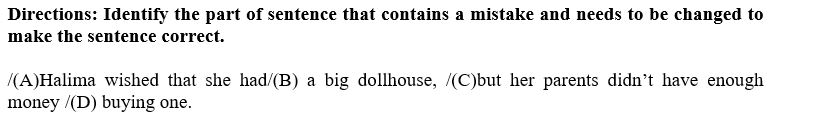 Directions: Identify the part of sentence that contains a mistake and needs to be changed to
make the sentence correct.
/(A)Halima wished that she had/(B) a big dollhouse, /(C)but her parents didn’t have enough
money /(D) buying one.